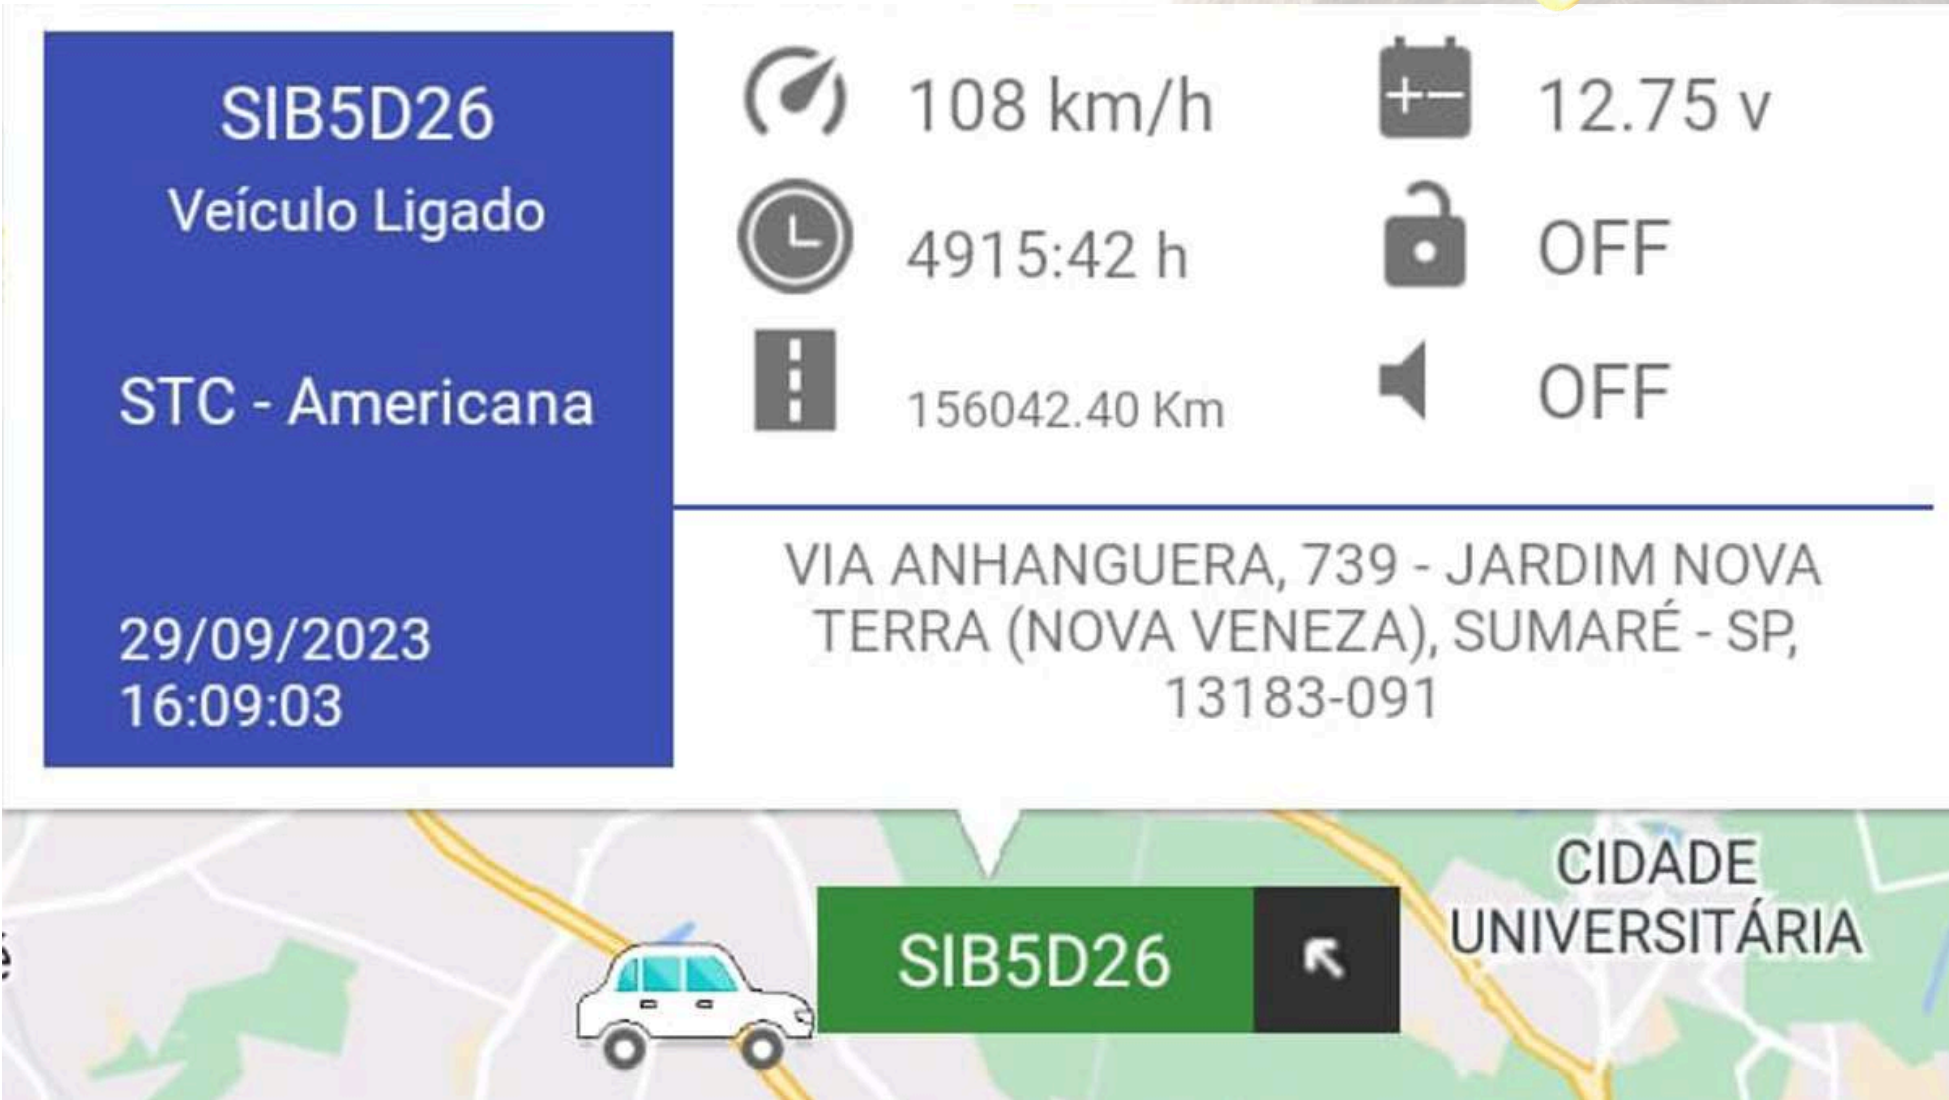 SIB5D26
Veículo Ligado
STC - Americana
29/09/2023
16:09:03
108 km/h
12.75 v
4915:42 h
OFF
156042.40 Km
OFF
VIA ANHANGUERA, 739 - JARDIM NOVA
TERRA (NOVA VENEZA), SUMARÉ - SP,
13183-091
CIDADE
UNIVERSITÁRIA
SIB5D26